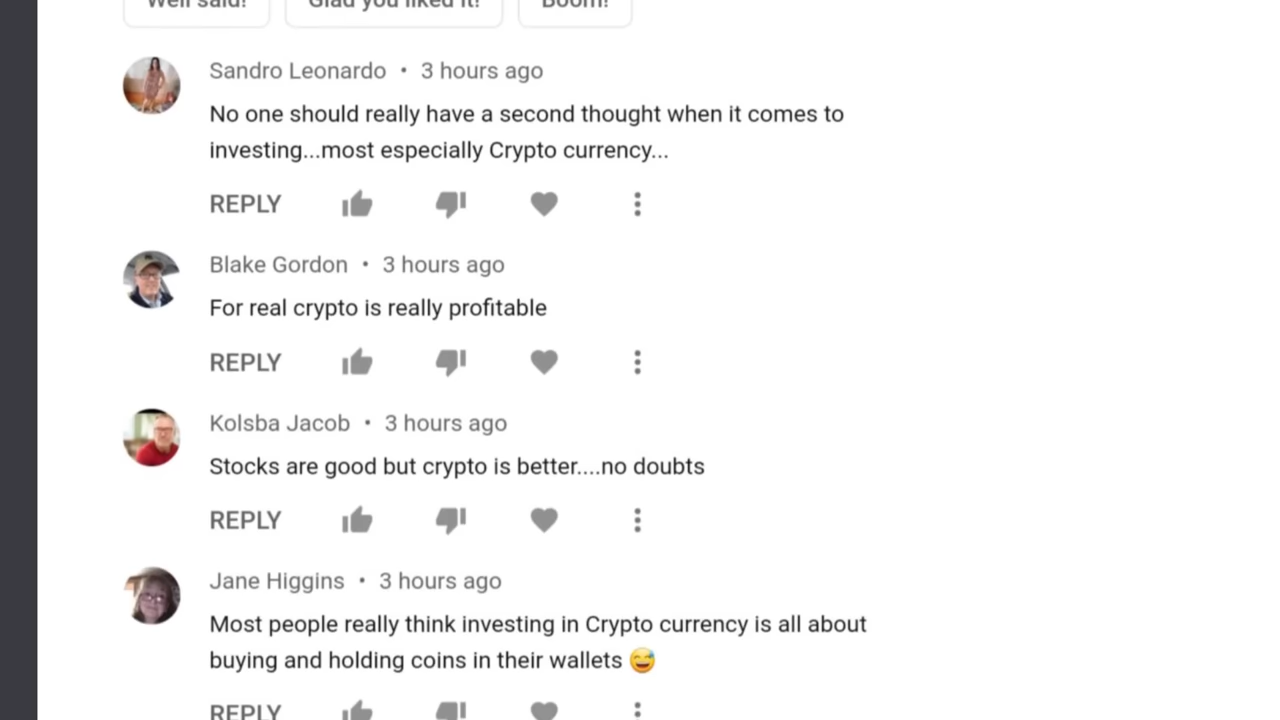 Well said! Glad you liked it! Boom!
Sandro Leonardo • 3 hours ago
No one should really have a second thought when it comes to
investing...most especially Crypto currency...
REPLY
Blake Gordon • 3 hours ago
For real crypto is really profitable
REPLY
Kolsba Jacob • 3 hours ago
Stocks are good but crypto is better....no doubts
REPLY
Jane Higgins • 3 hours ago
Most people really think investing in Crypto currency is all about
buying and holding coins in their wallets 😅
REPLY